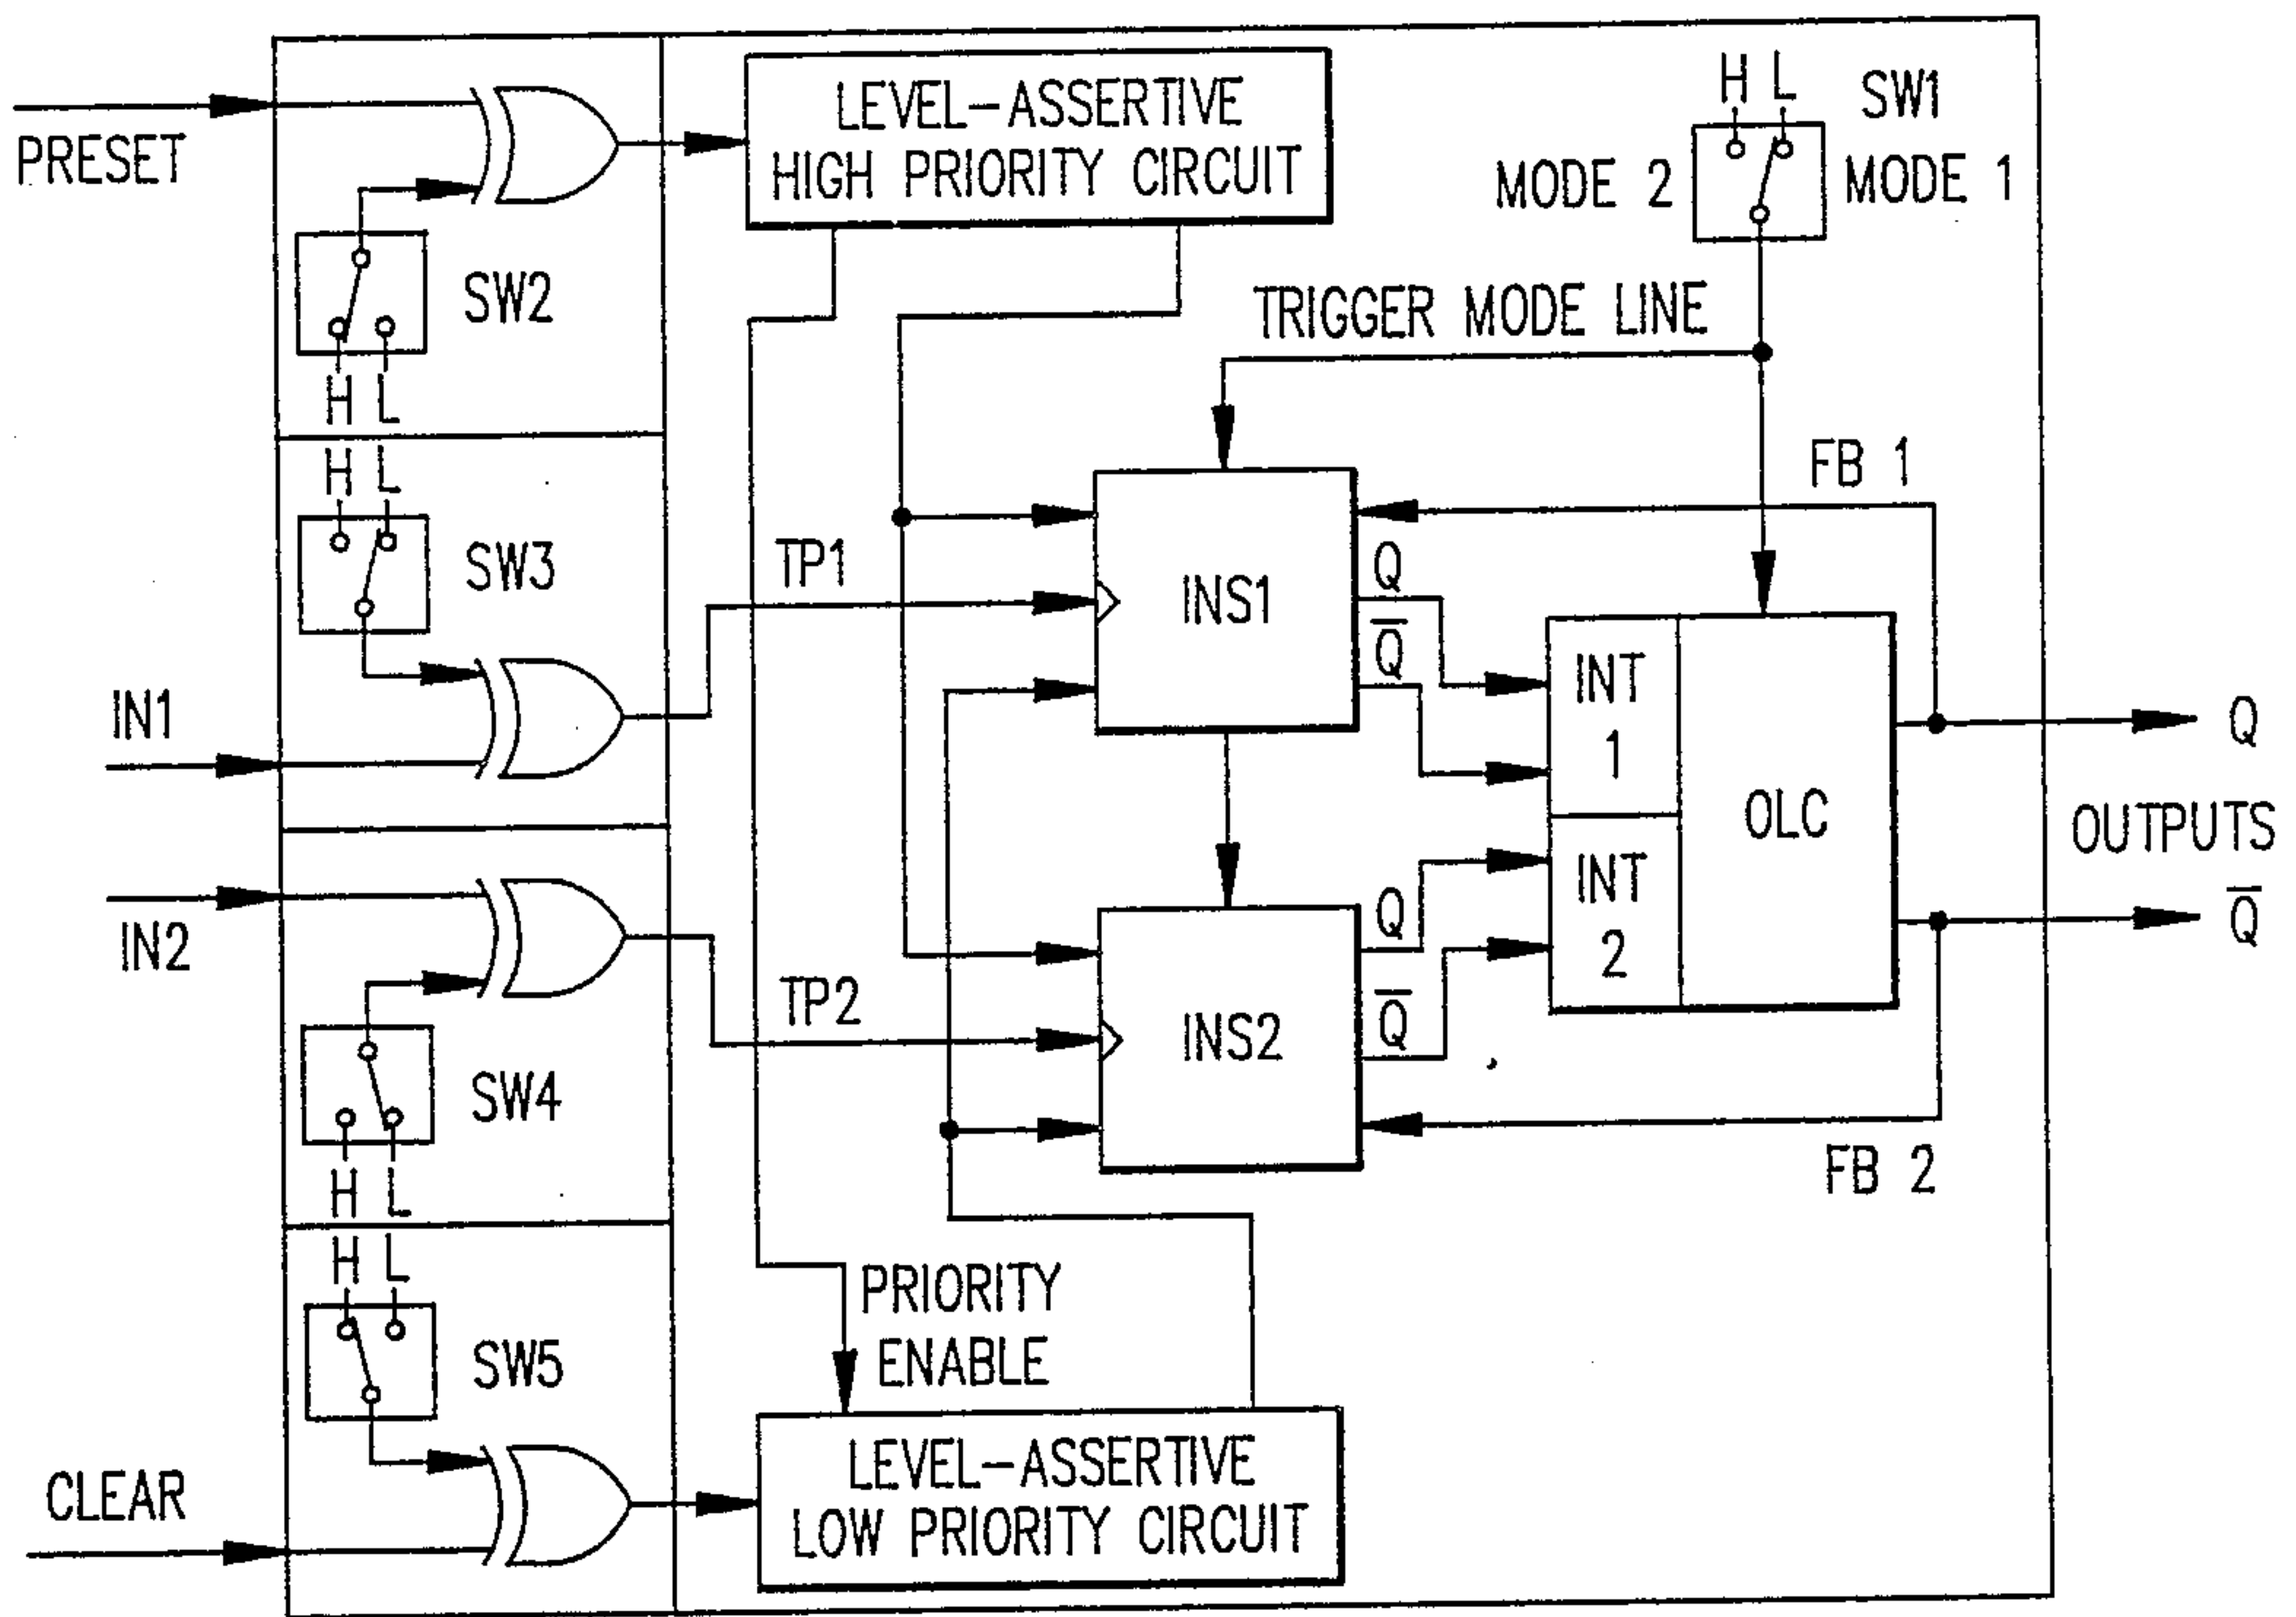 LEVEL-ASSERTIVE
HIGH PRIORITY CIRCUIT
H L
SW1
MODE 2
MODE 1
PRESET
SW2
H L
TRIGGER MODE LINE
H L
SW3
FB 1
TP1
INS1
Q
Q̅
IN1
INT
1
OLC
Q
OUTPUTS
Q̅
INT
2
IN2
TP2
INS2
Q
Q̅
SW4
H L
FB 2
H L
SW5
PRIORITY
ENABLE
CLEAR
LEVEL-ASSERTIVE
LOW PRIORITY CIRCUIT